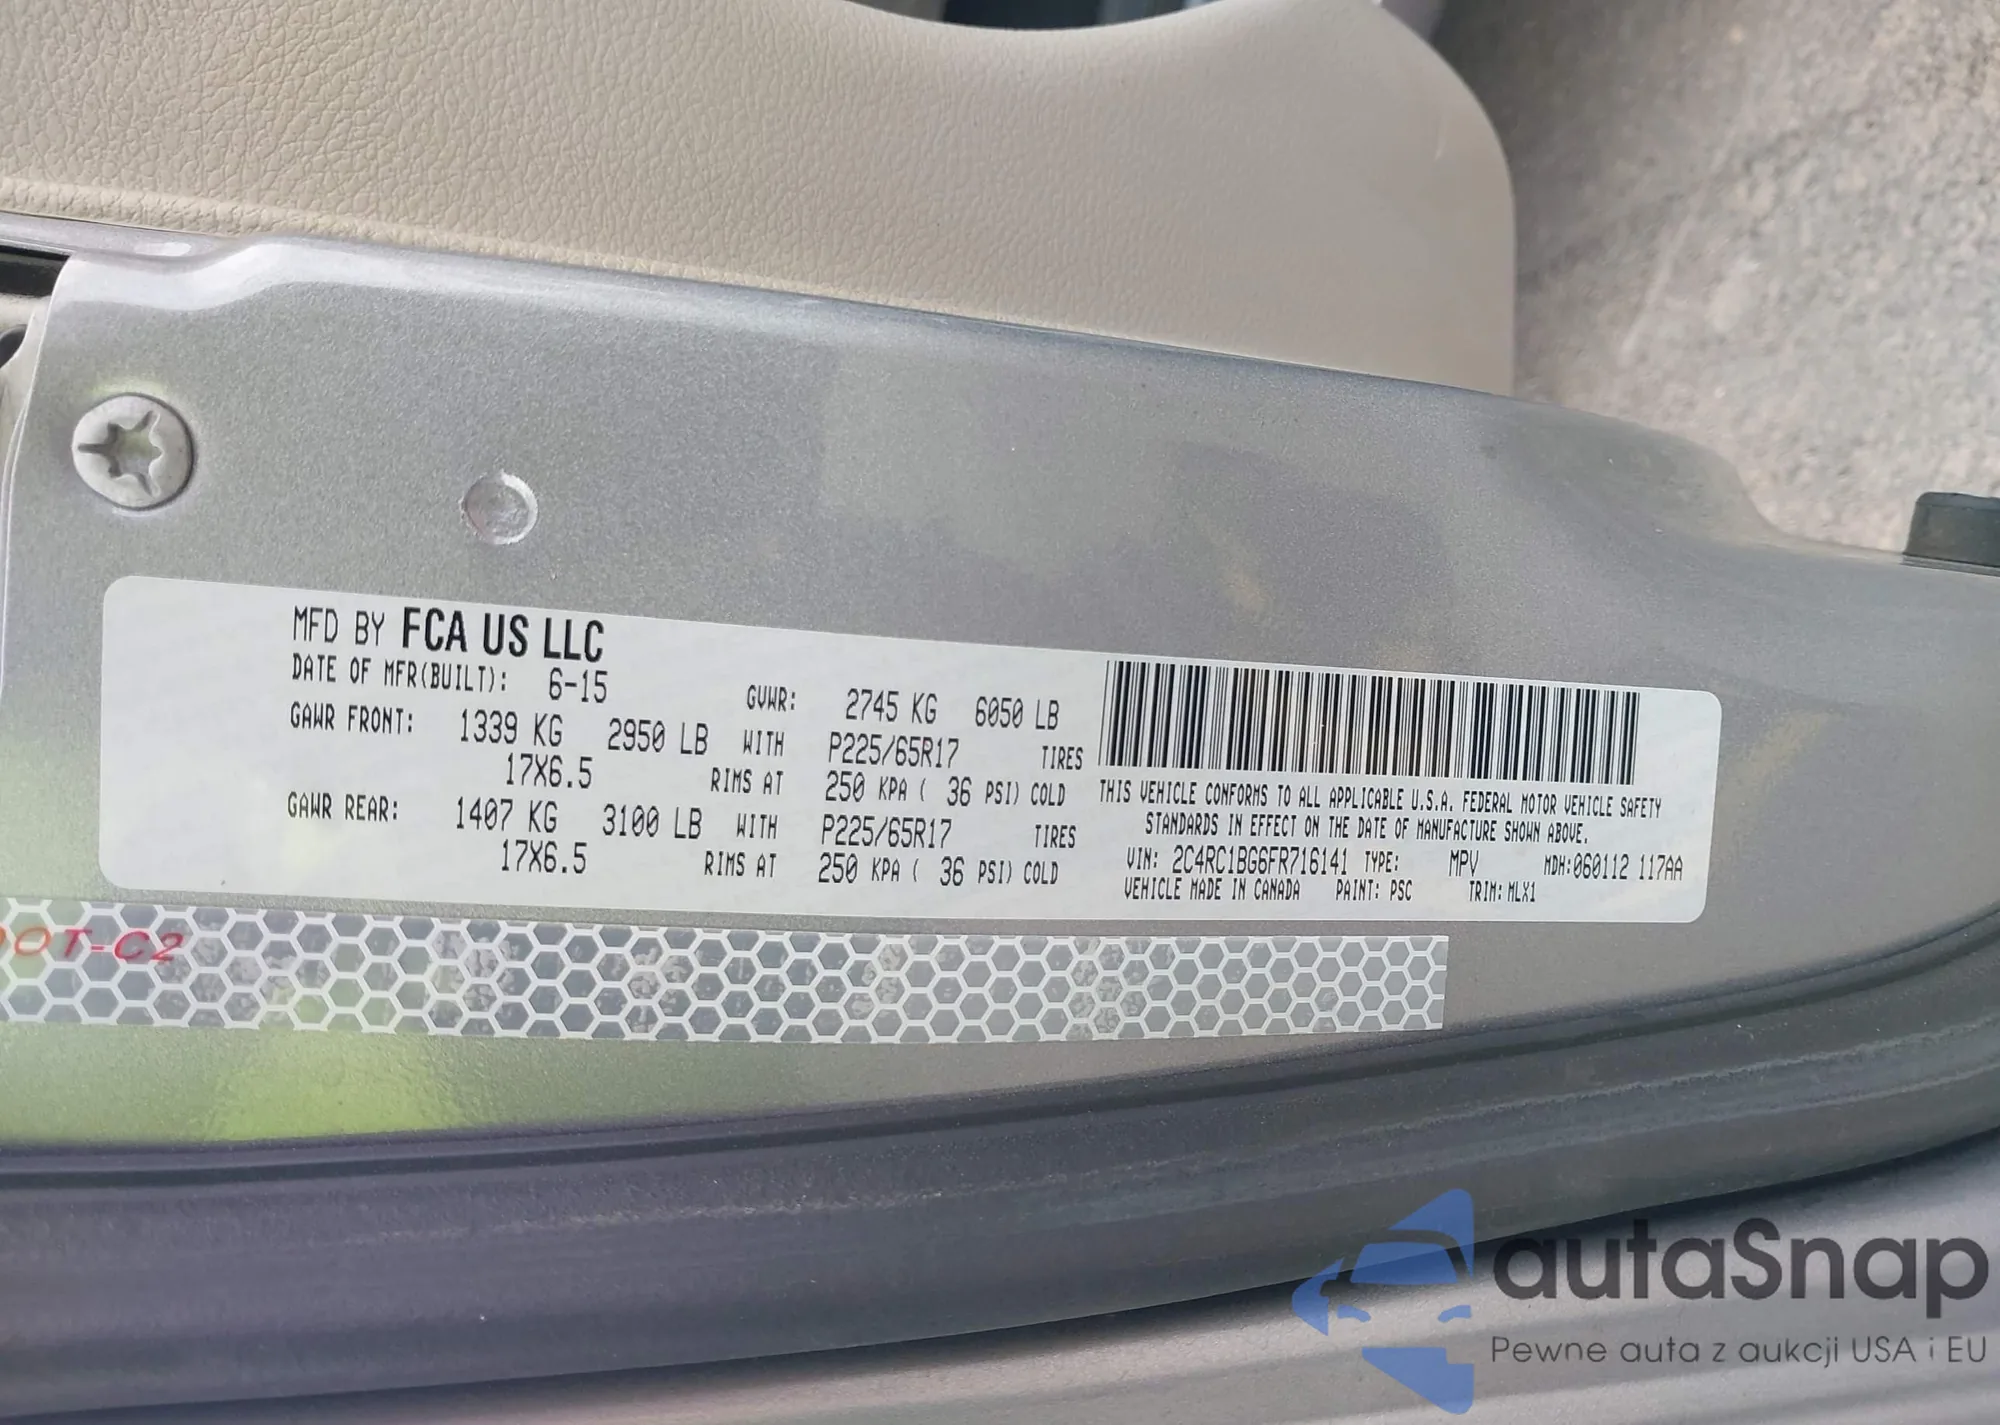 MFD BY FCA US LLC
DATE OF MFR(BUILT): 6-15 GVWR: 2745 KG 6050 LB
GAWR FRONT: 1339 KG 2950 LB WITH P225/65R17 TIRES
17X6.5 RIMS AT 250 KPA ( 36 PSI) COLD
GAWR REAR: 1407 KG 3100 LB WITH P225/65R17 TIRES
17X6.5 RIMS AT 250 KPA ( 36 PSI) COLD
THIS VEHICLE CONFORMS TO ALL APPLICABLE U.S.A. FEDERAL MOTOR VEHICLE SAFETY
STANDARDS IN EFFECT ON THE DATE OF MANUFACTURE SHOWN ABOVE.
VIN: 2C4RC1BG6FR716141 TYPE: MPV MDH:060112 117AA
VEHICLE MADE IN CANADA PAINT: PSC TRIM: MLX1
DOT-C2
autaSnap
Pewne auta z aukcji USA i EU